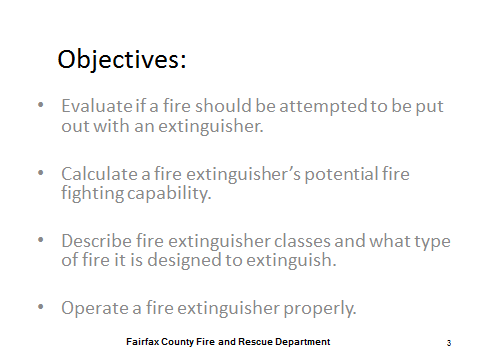 Objectives:
• Evaluate if a fire should be attempted to be put
out with an extinguisher.
• Calculate a fire extinguisher's potential fire
fighting capability.
• Describe fire extinguisher classes and what type
of fire it is designed to extinguish.
• Operate a fire extinguisher properly.
Fairfax County Fire and Rescue Department
3